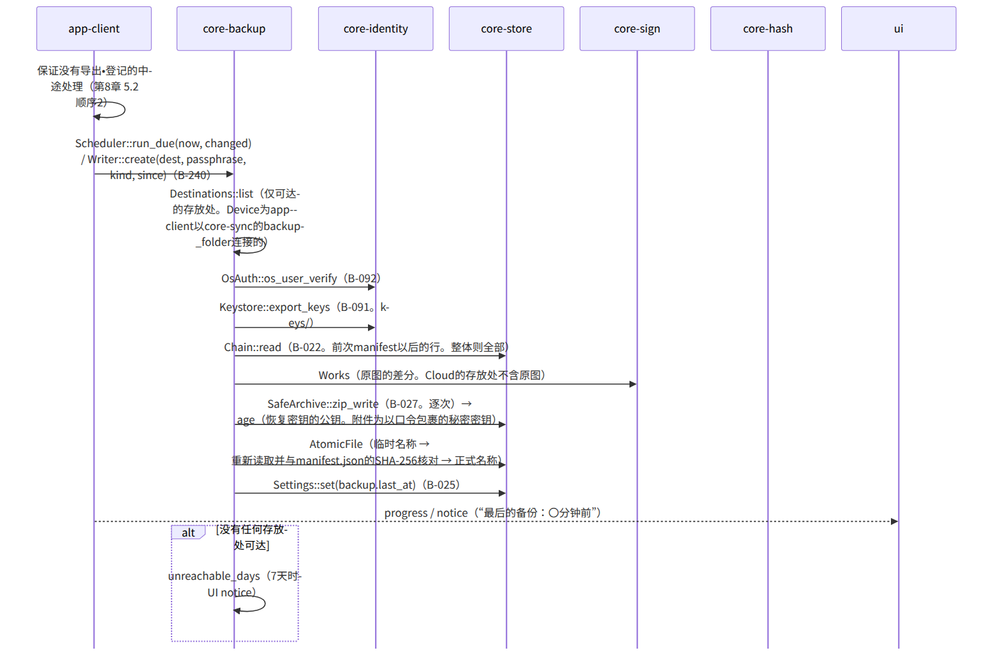 app-client
core-backup
core-identity
core-store
core-sign
core-hash
ui
保证没有导出•登记的中-
途处理（第8章 5.2
顺序2）
Scheduler::run_due(now, changed)
/ Writer::create(dest, passphrase,
kind, since)（B-240）
Destinations::list（仅可达-
的存放处。Device为app--
client以core-sync的backup-
_folder连接的）
OsAuth::os_user_verify（B-092）
Keystore::export_keys（B-091。k-
eys/）
Chain::read（B-022。前次manifest以后的行。整体则全部）
Works（原图的差分。Cloud的存放处不含原图）
SafeArchive::zip_write（B-027。逐次）→
age（恢复密钥的公钥。附件为以口令包裹的秘密密钥）
AtomicFile（临时名称 →
重新读取并与manifest.json的SHA-256核对 → 正式名称）
Settings::set(backup.last_at)（B-025）
progress / notice（“最后的备份：〇分钟前”）
alt
[没有任何存放-
处可达]
unreachable_days（7天时-
UI notice）